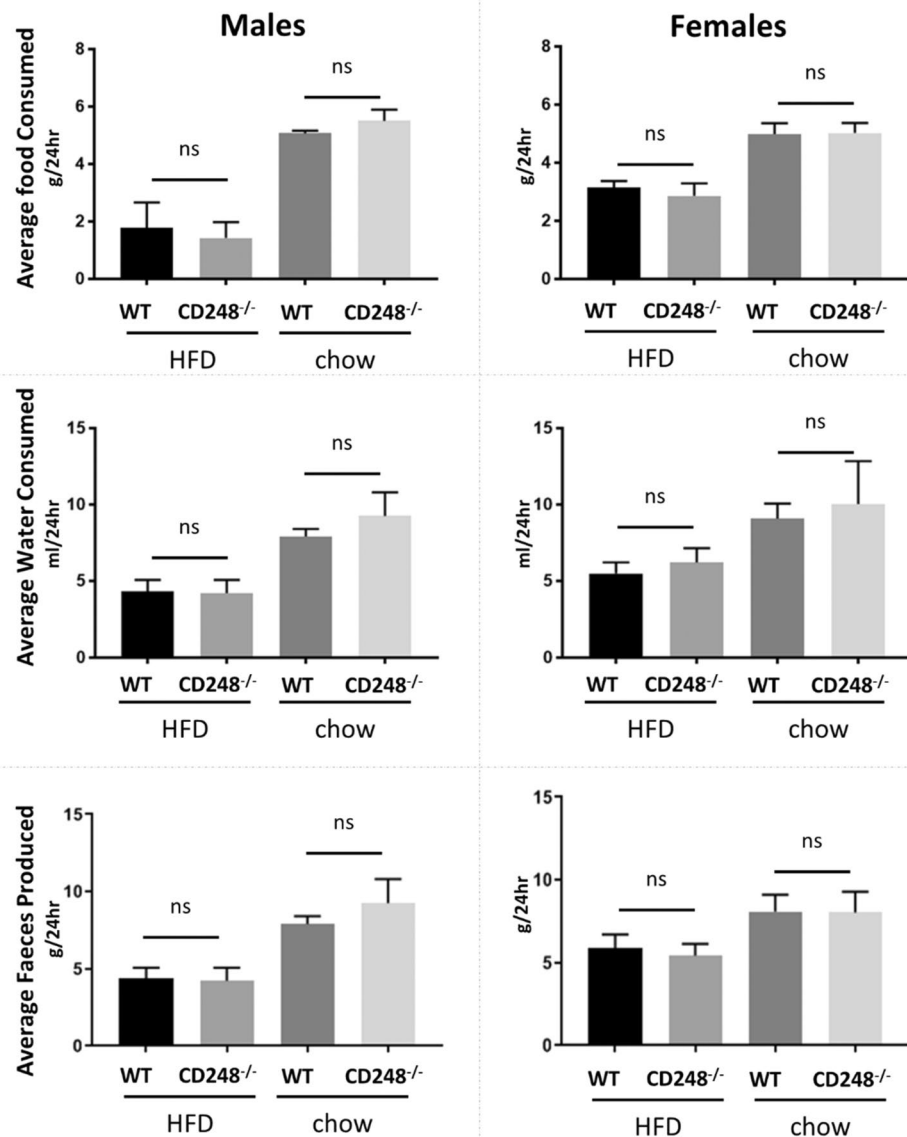 Males
Females
Average food Consumed
g/24hr
8
6
4
2
0
ns
ns
WT CD248-/- WT CD248-/-
HFD chow
8
6
4
2
0
g/24hr
ns
ns
WT CD248-/- WT CD248-/-
HFD chow
Average Water Consumed
ml/24hr
15
10
5
0
ns
ns
WT CD248-/- WT CD248-/-
HFD chow
15
10
5
0
ml/24hr
ns
ns
WT CD248-/- WT CD248-/-
HFD chow
Average Faeces Produced
g/24hr
15
10
5
0
ns
ns
WT CD248-/- WT CD248-/-
HFD chow
15
10
5
0
g/24hr
ns
ns
WT CD248-/- WT CD248-/-
HFD chow